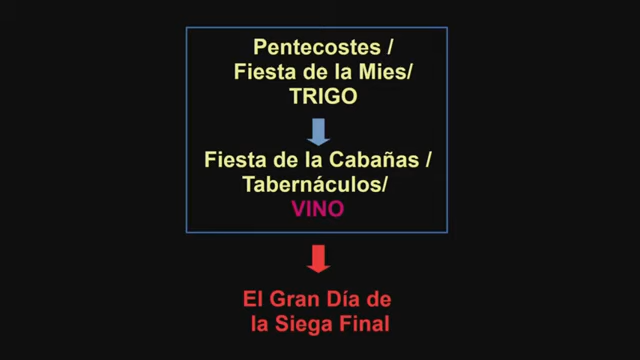 Pentecostes /
Fiesta de la Mies/
TRIGO
Fiesta de la Cabañas /
Tabernáculos/
VINO
El Gran Día de
la Siega Final